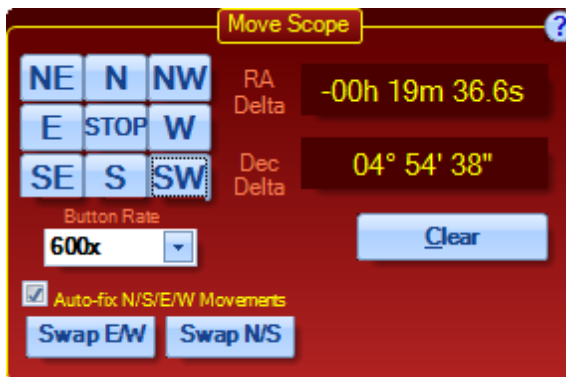 Move Scope
?
NE N NW
E STOP W
SE S SW
RA
Delta
-00h 19m 36.6s
Dec
Delta
04° 54' 38"
Button Rate
600x
Clear
Auto-fix N/S/E/W Movements
Swap E/W Swap N/S